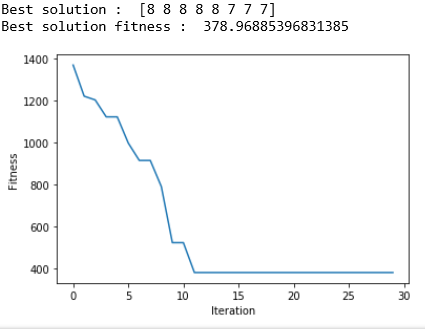 Best solution :  [8 8 8 8 8 7 7 7]
Best solution fitness :  378.96885396831385
1400
1200
1000
800
600
400
Fitness
0 5 10 15 20 25 30
Iteration